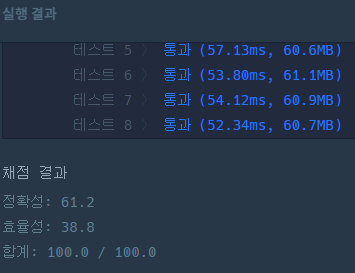 실행 결과
테스트 5 〉 통과 (57.13ms, 60.6MB)
테스트 6 〉 통과 (53.80ms, 61.1MB)
테스트 7 〉 통과 (54.12ms, 60.9MB)
테스트 8 〉 통과 (52.34ms, 60.7MB)
채점 결과
정확성: 61.2
효율성: 38.8
합계: 100.0 / 100.0